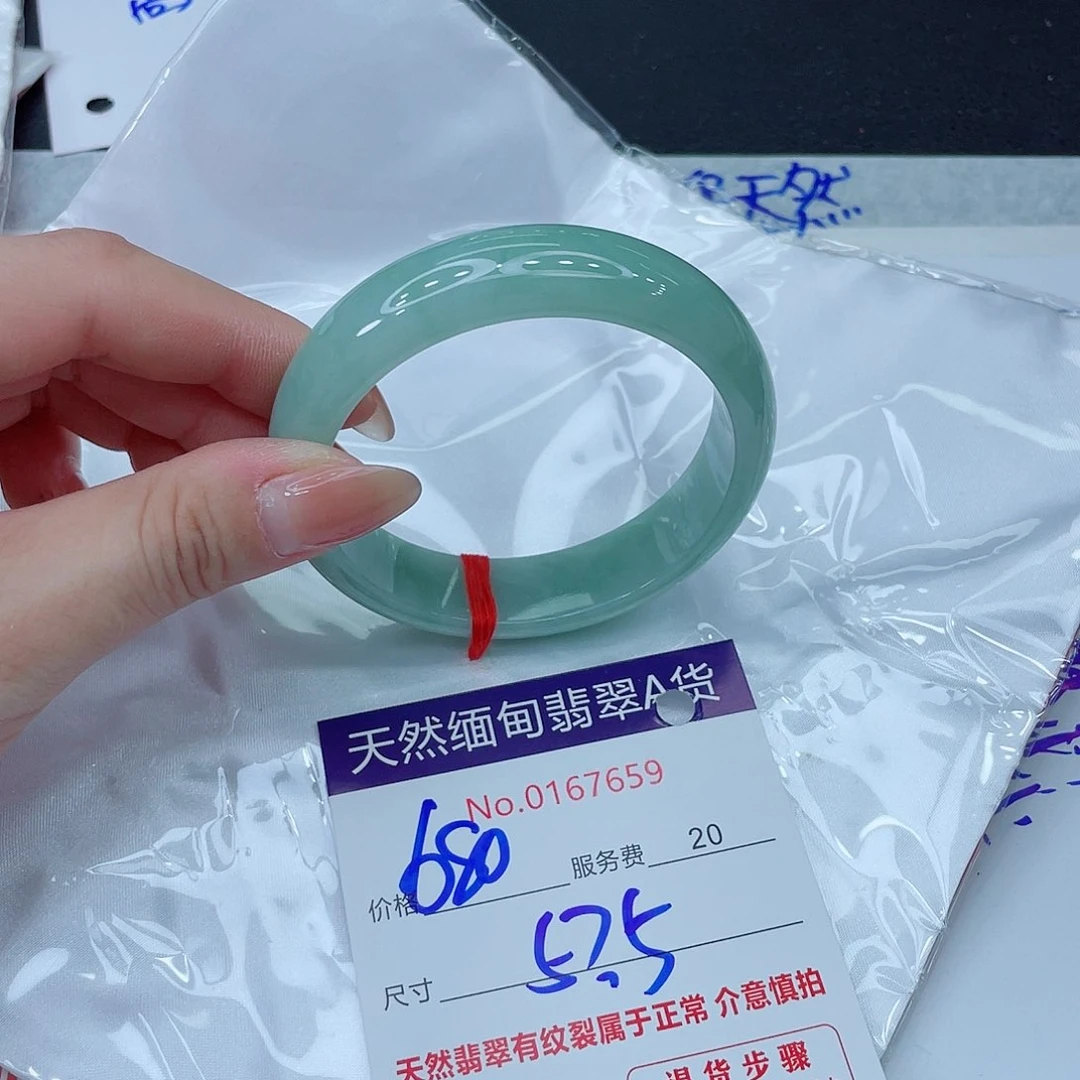 天然
天然缅甸翡翠A货
No.0167659
价格 680 服务费 20
尺寸 57.5
天然翡翠有纹裂属于正常 介意慎拍
退货步骤